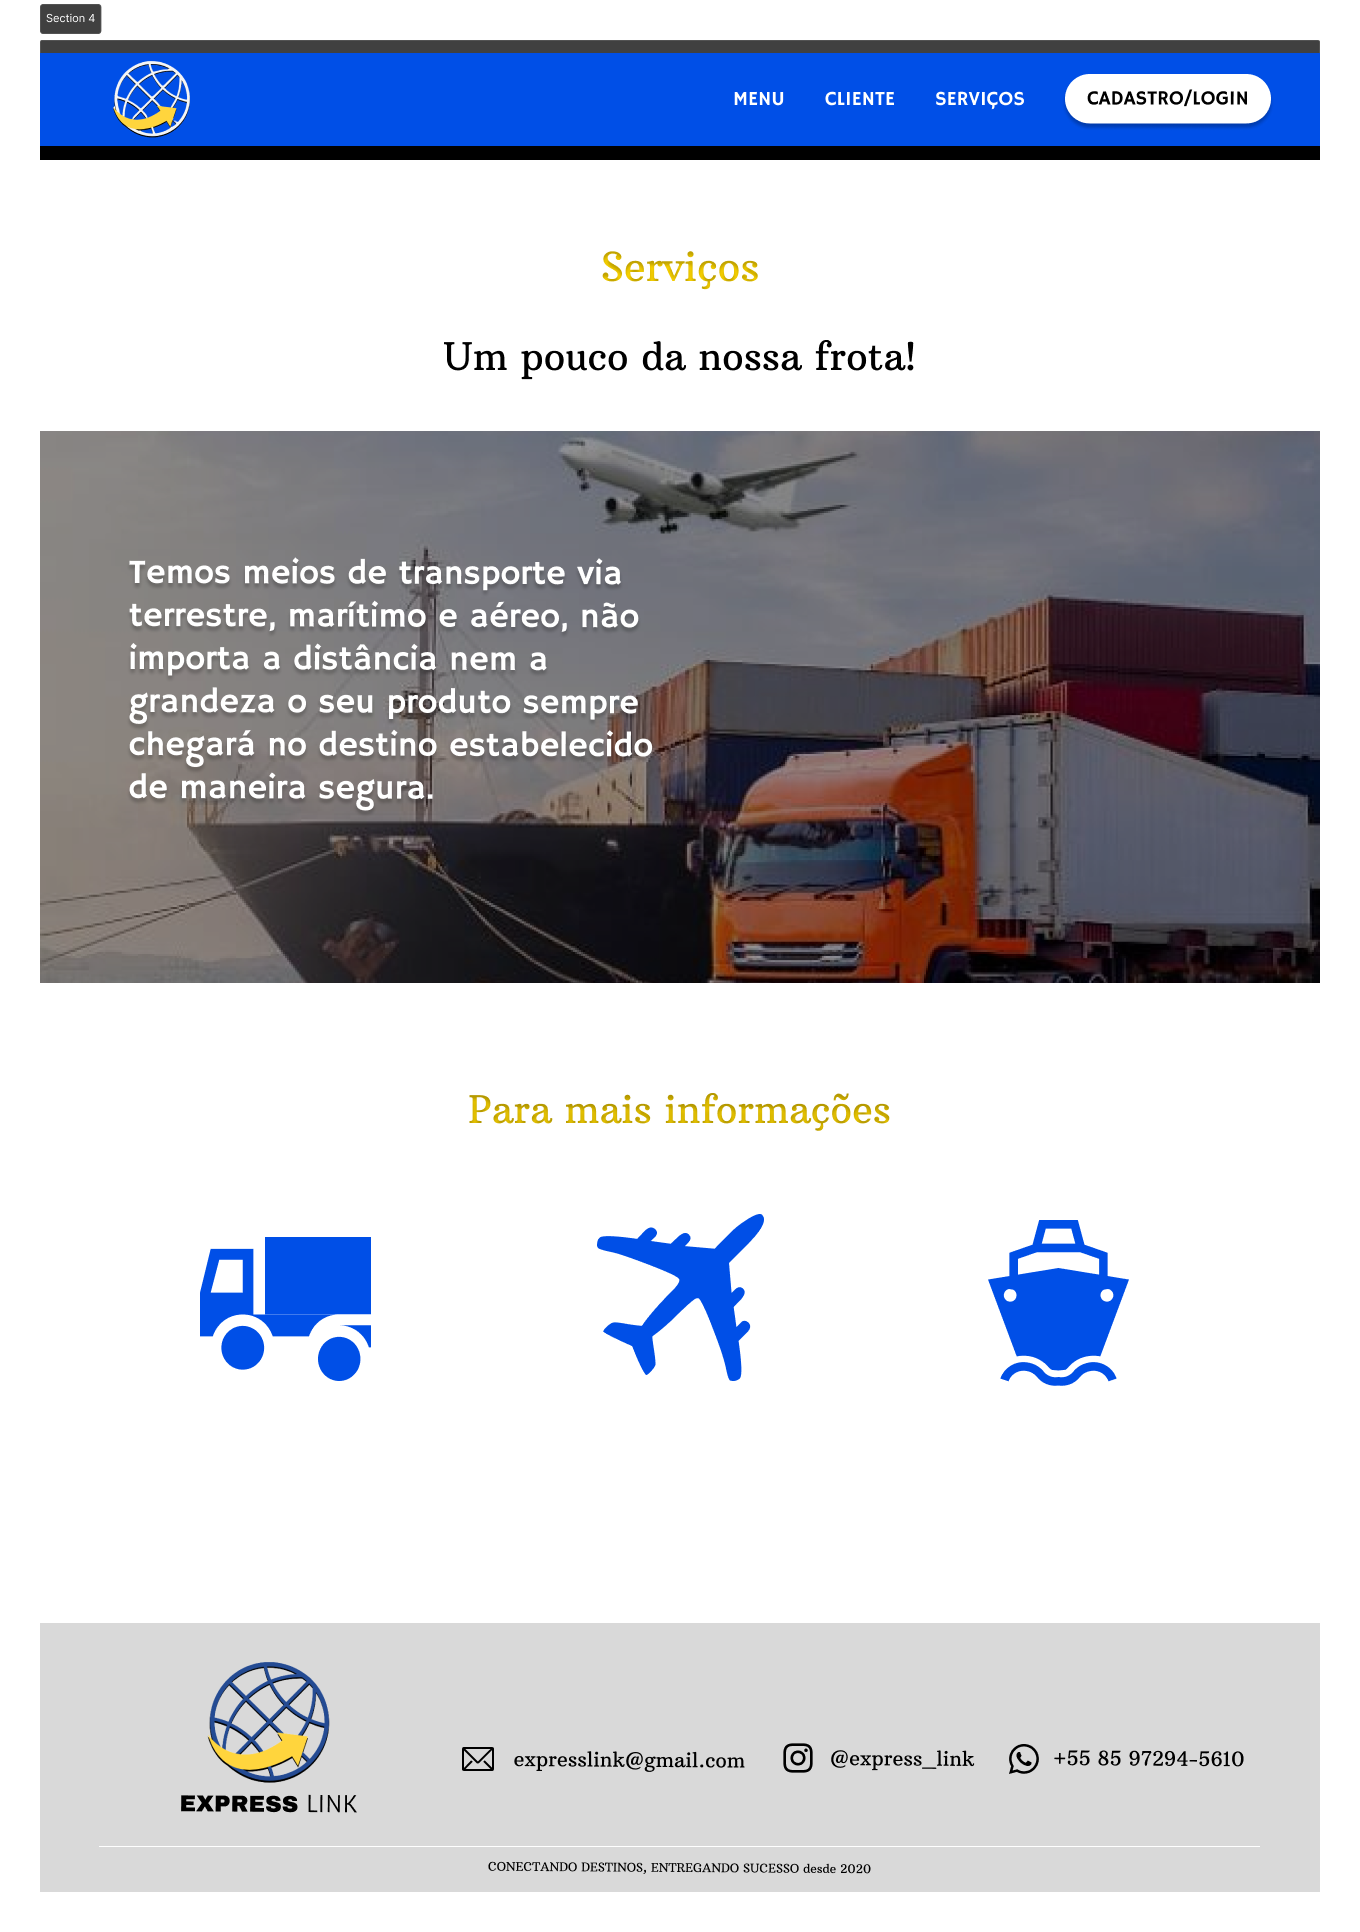 Section 4
MENU CLIENTE SERVIÇOS CADASTRO/LOGIN
Serviços
Um pouco da nossa frota!
Temos meios de transporte via
terrestre, marítimo e aéreo, não
importa a distância nem a
grandeza o seu produto sempre
chegará no destino estabelecido
de maneira segura.
Para mais informações
EXPRESS LINK
expresslink@gmail.com @express_link +55 85 97294-5610
CONECTANDO DESTINOS, ENTREGANDO SUCESSO desde 2020